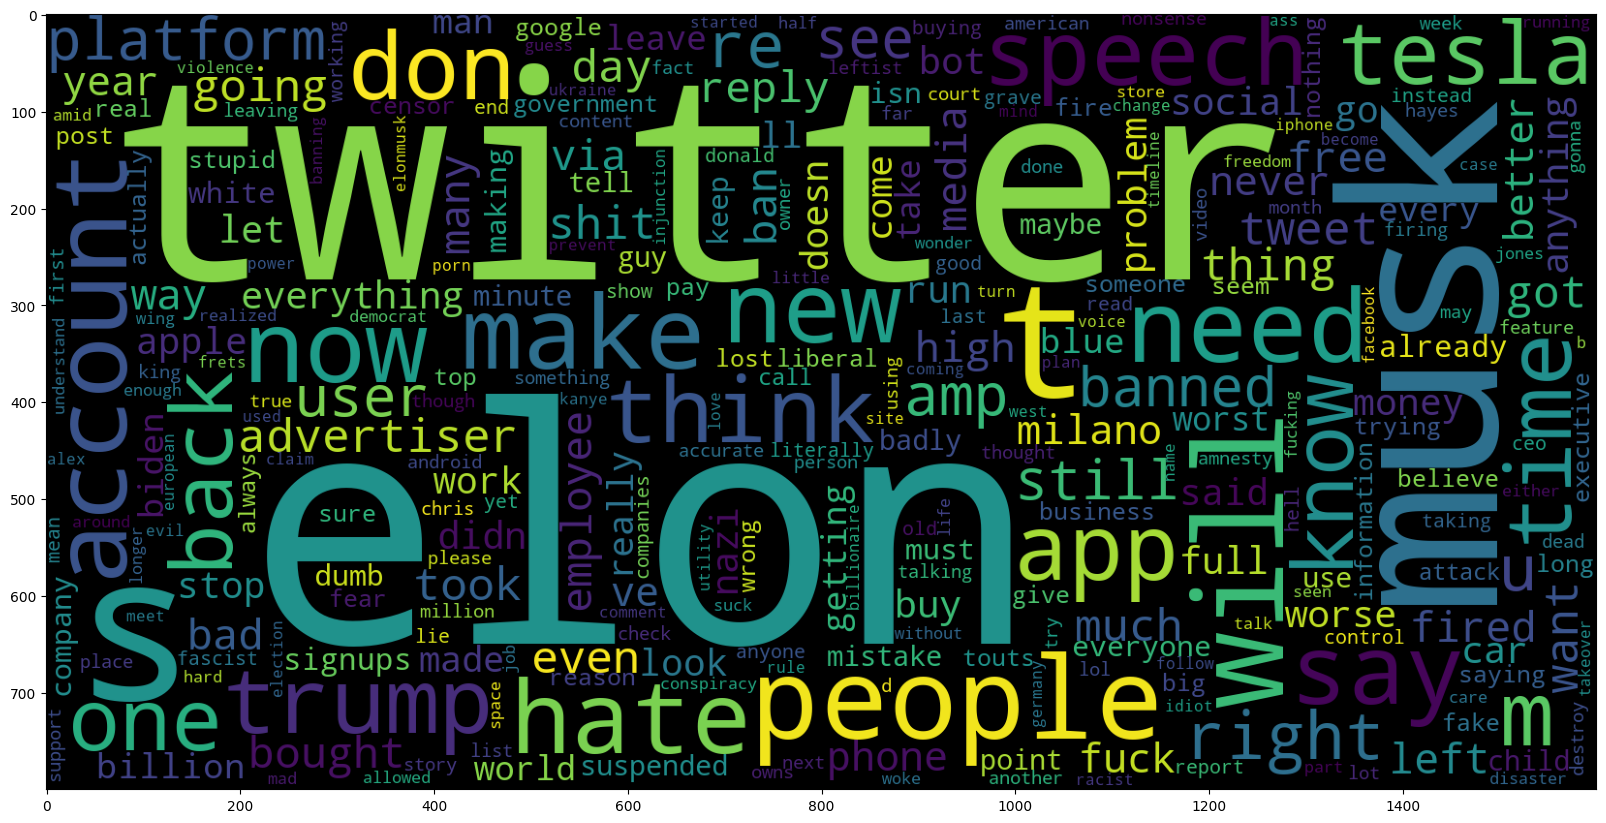 0
100
200
300
400
500
600
700
0
200
400
600
800
1000
1200
1400
platform
man
google
started
half
leave
buying
american
nonsense
ass
week
running
guess
don
re
see
speech
tesla
violence
working
year
going
day
fact
leftist
bot
nothing
real
leaving
censor
end
ukraine
government
reply
isn
court
grave
store
social
instead
amid
content
far
mind
fire
change
go
hayes
post
banning
elonmusk
stupid
via
ll
donald
media
done
problem
iphone
become
better
anything
gonna
actually
twitter
white
many
making
tell
injunction
keep
ban
doesn
come
take
timeline
freedom
free
case
never
month
every
let
shit
owner
maybe
video
tweet
firing
account
power
porn
prevent
guy
little
wonder
good
thing
musk
jones
first
way
everything
minute
show
pay
new
run
turn
someone
seem
got
wing
realized
democrat
make
last
t
read
voice
need
facebook
may
feature
understand
apple
now
lost
liberal
high
blue
already
b
king
frets
top
something
call
coming
plan
enough
back
user
though
think
kanye
using
amp
west
banned
know
money
time
true
used
love
site
milano
worst
fucking
trying
executive
advertiser
employee
really
accurate
literally
badly
name
ceo
alex
european
always
claim
android
work
person
thought
still
amnesty
believe
biden
yet
companies
said
either
around
evil
sure
chris
didn
elon
utility
nazi
wrong
getting
billionaire
old
life
business
hell
information
taking
mean
longer
please
must
app
full
will
dead
company
stop
dumb
fear
took
ve
talking
give
use
seen
attack
u
long
s
meet
million
comment
suck
buy
much
talk
worse
want
bad
lie
check
without
try
control
fired
place
fascist
election
signups
made
job
even
look
anyone
rule
mistake
touts
everyone
say
car
takeover
hard
reason
conspiracy
d
people
germany
lol
follow
big
saying
care
one
trump
space
hate
idiot
right
fake
m
support
bought
list
world
suspended
next
phone
point
fuck
report
left
child
destroy
billion
mad
story
allowed
owns
woke
another
racist
part
lot
disaster